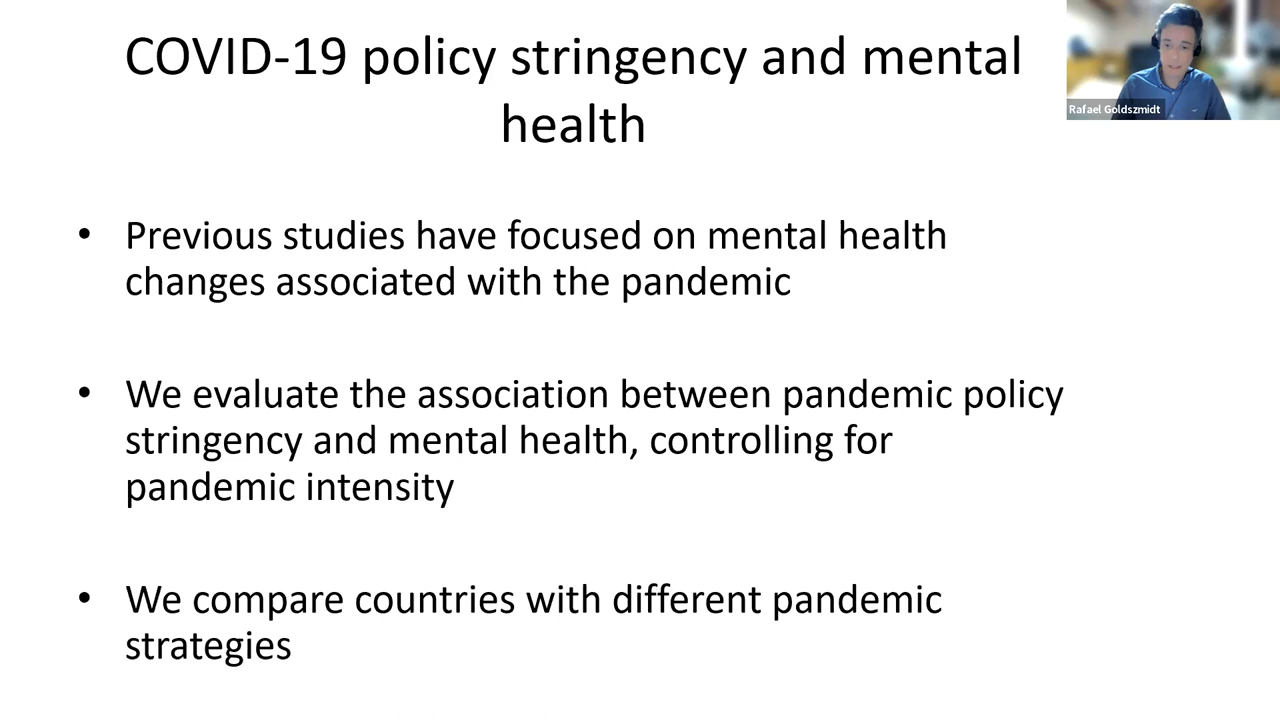 COVID-19 policy stringency and mental
health
Rafael Goldszmidt
• Previous studies have focused on mental health
changes associated with the pandemic
• We evaluate the association between pandemic policy
stringency and mental health, controlling for
pandemic intensity
• We compare countries with different pandemic
strategies